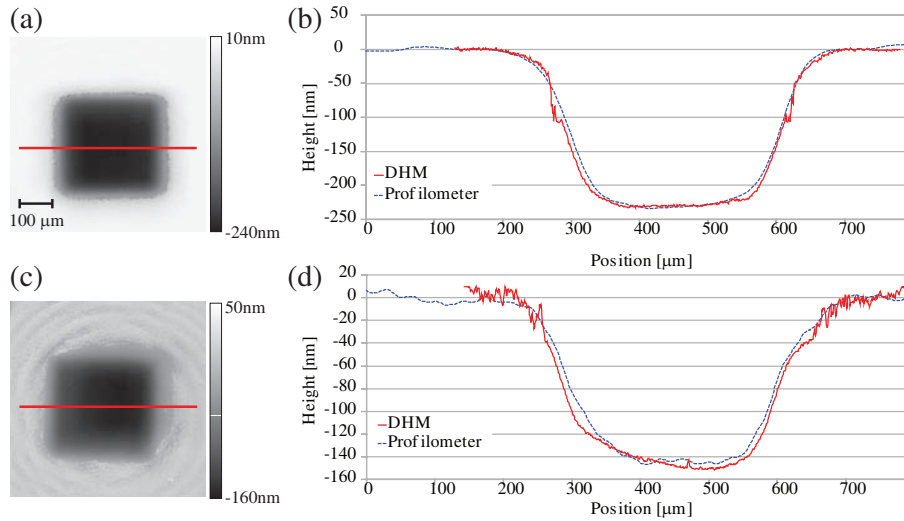 (a)
10nm
100 µm
-240nm
(b)
50
0
-50
-100
-150
-200
-250
Height [nm]
DHM
Profilometer
0 100 200 300 400 500 600 700
Position [µm]
(c)
50nm
-160nm
(d)
20
0
-20
-40
-60
-80
-100
-120
-140
-160
Height [nm]
DHM
Profilometer
0 100 200 300 400 500 600 700
Position [µm]